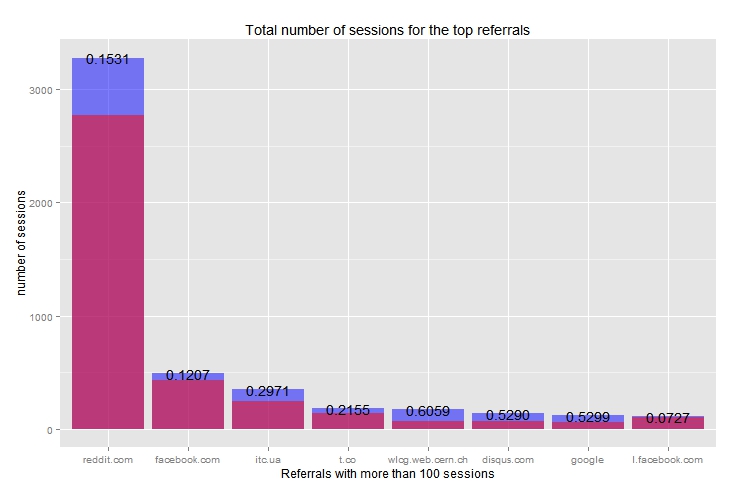 Total number of sessions for the top referrals
number of sessions
3000
2000
1000
0
0.1531
0.1207
0.2971
0.2155
0.6059
0.5290
0.5299
0.0727
reddit.com
facebook.com
itc.ua
t.co
wlcg.web.cern.ch
disqus.com
google
l.facebook.com
Referrals with more than 100 sessions